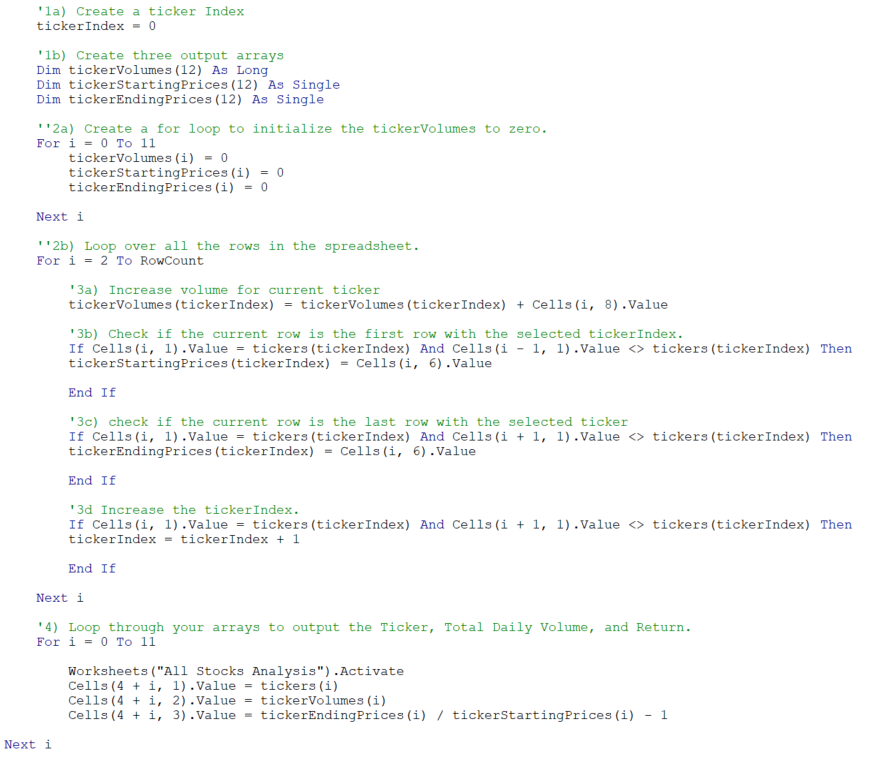 '1a) Create a ticker Index
tickerIndex = 0
'1b) Create three output arrays
Dim tickerVolumes(12) As Long
Dim tickerStartingPrices(12) As Single
Dim tickerEndingPrices(12) As Single
''2a) Create a for loop to initialize the tickerVolumes to zero.
For i = 0 To 11
tickerVolumes(i) = 0
tickerStartingPrices(i) = 0
tickerEndingPrices(i) = 0
Next i
''2b) Loop over all the rows in the spreadsheet.
For i = 2 To RowCount
'3a) Increase volume for current ticker
tickerVolumes(tickerIndex) = tickerVolumes(tickerIndex) + Cells(i, 8).Value
'3b) Check if the current row is the first row with the selected tickerIndex.
If Cells(i, 1).Value = tickers(tickerIndex) And Cells(i - 1, 1).Value <> tickers(tickerIndex) Then
tickerStartingPrices(tickerIndex) = Cells(i, 6).Value
End If
'3c) check if the current row is the last row with the selected ticker
If Cells(i, 1).Value = tickers(tickerIndex) And Cells(i + 1, 1).Value <> tickers(tickerIndex) Then
tickerEndingPrices(tickerIndex) = Cells(i, 6).Value
End If
'3d Increase the tickerIndex.
If Cells(i, 1).Value = tickers(tickerIndex) And Cells(i + 1, 1).Value <> tickers(tickerIndex) Then
tickerIndex = tickerIndex + 1
End If
Next i
'4) Loop through your arrays to output the Ticker, Total Daily Volume, and Return.
For i = 0 To 11
Worksheets("All Stocks Analysis").Activate
Cells(4 + i, 1).Value = tickers(i)
Cells(4 + i, 2).Value = tickerVolumes(i)
Cells(4 + i, 3).Value = tickerEndingPrices(i) / tickerStartingPrices(i) - 1
Next i